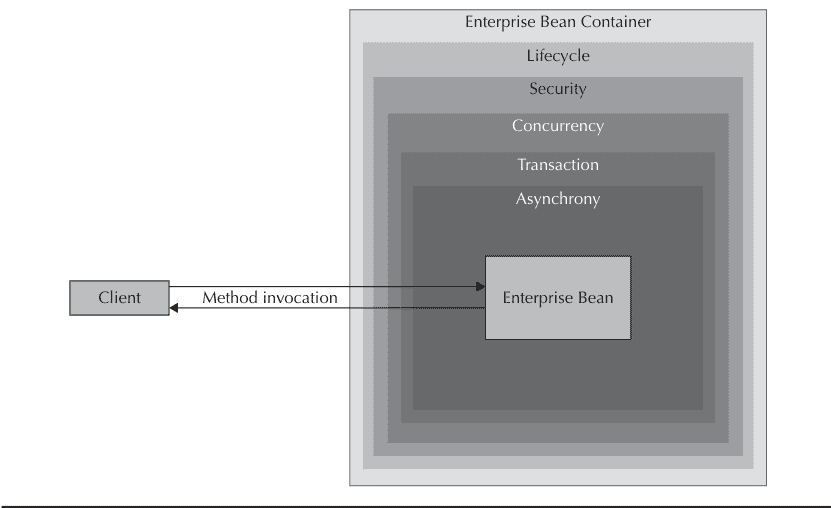 Enterprise Bean Container
Lifecycle
Security
Concurrency
Transaction
Asynchrony
Client
Method invocation
Enterprise Bean